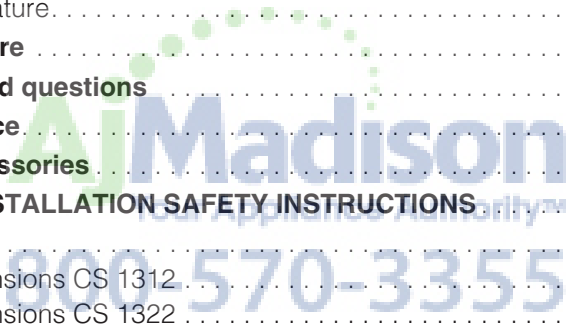 ature. . . . . . . . . . . . . . . . . . . . . . . . . . . . . . . . .
re . . . . . . . . . . . . . . . . . . . . . . . . . . . . . . . . . .
d questions . . . . . . . . . . . . . . . . . . . . . . . . . .
ce. . . . . . . . . . . . . . . . . . . . . . . . . . . . . . . . . . .
AjMadison
ssories . . . . . . . . . . . . . . . . . . . . . . . . . . . . . .
STALLATION SAFETY INSTRUCTIONS . . . . . .
Your Appliance Authority™
. . . . . . . . . . . . . . . . . . . . . . . . . . . . . . . . . . . .
800-570-3355
nsions CS 1312 . . . . . . . . . . . . . . . . . . . . . . . .
nsions CS 1322 . . . . . . . . . . . . . . . . . . . . . . . .